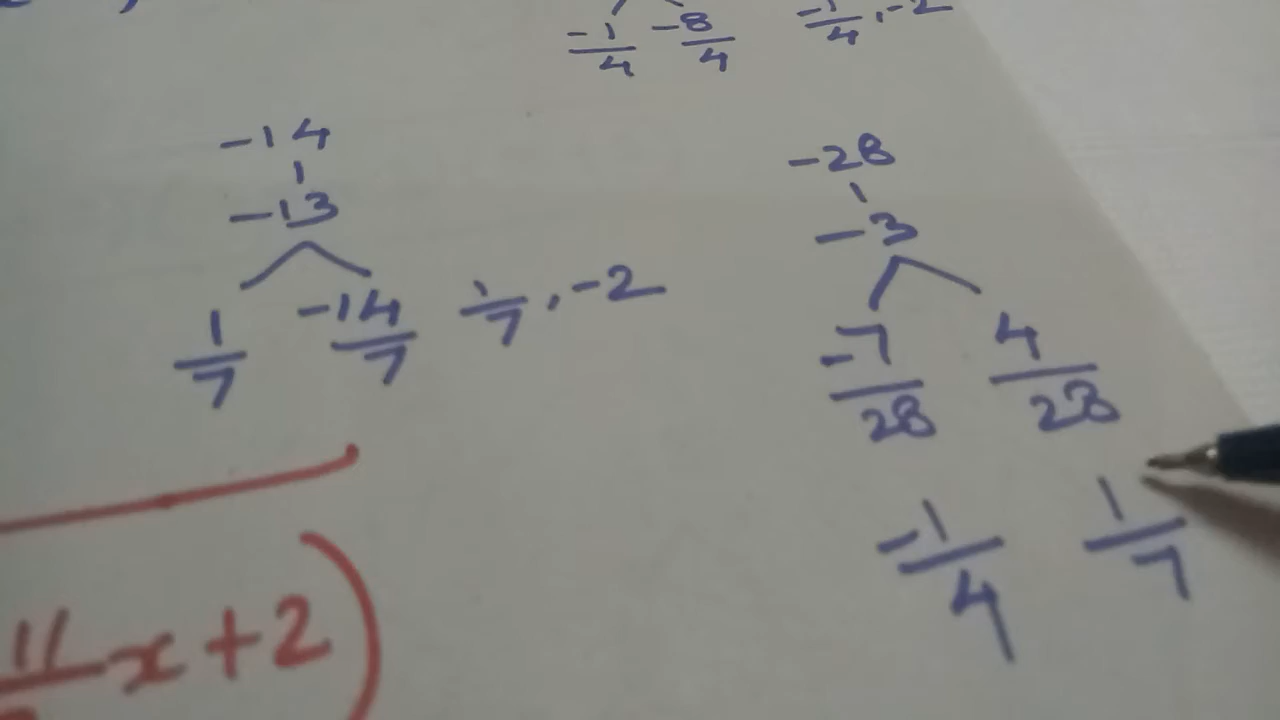 -1/4 -8/4 -1/4, -2
-14
-13
1/7 -14/7 1/7, -2
-28
-3
-7/28 4/28
-1/4 1/7
11 x + 2)